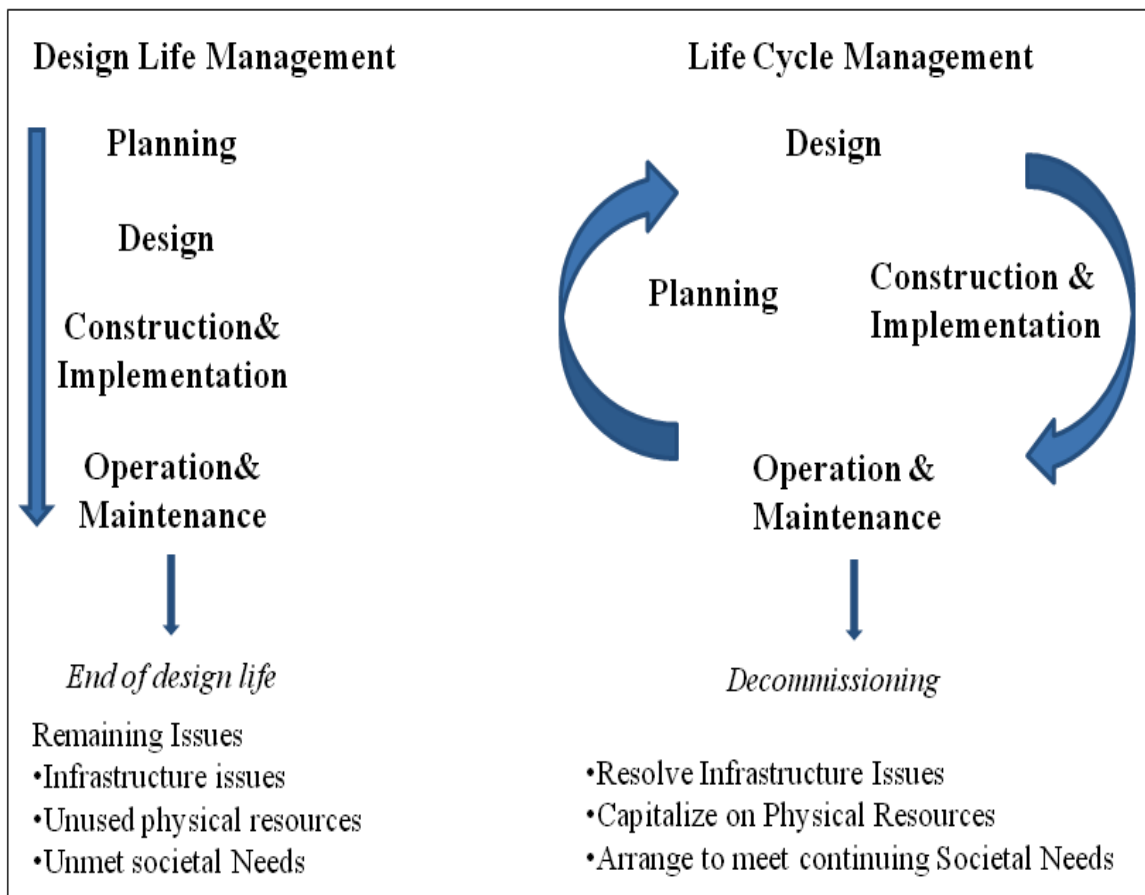 Design Life Management
Planning
Design
Construction&
Implementation
Operation&
Maintenance
End of design life
Remaining Issues
•Infrastructure issues
•Unused physical resources
•Unmet societal Needs
Life Cycle Management
Design
Planning
Construction &
Implementation
Operation &
Maintenance
Decommissioning
•Resolve Infrastructure Issues
•Capitalize on Physical Resources
•Arrange to meet continuing Societal Needs